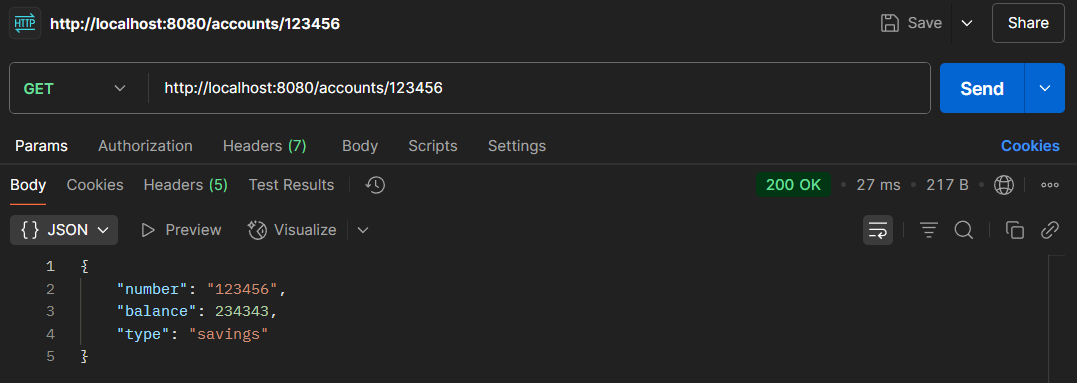 HTTP http://localhost:8080/accounts/123456 Save Share
GET http://localhost:8080/accounts/123456 Send
Params Authorization Headers (7) Body Scripts Settings Cookies
Body Cookies Headers (5) Test Results 200 OK • 27 ms • 217 B •
{} JSON Preview Visualize
1 {
2 "number": "123456",
3 "balance": 234343,
4 "type": "savings"
5 }